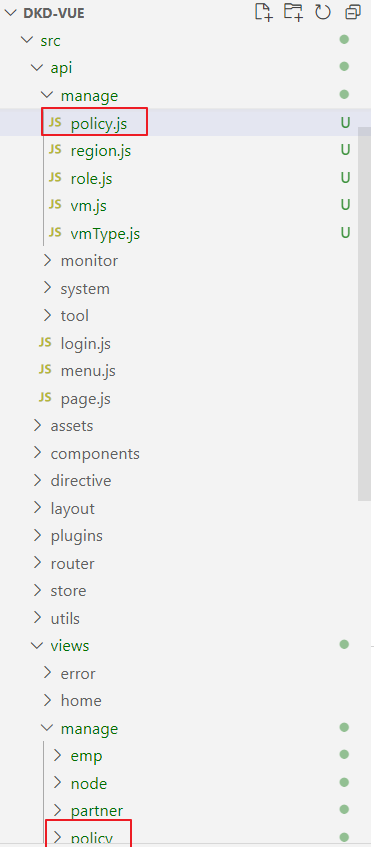 DKD-VUE
src
api
manage
JS policy.js U
JS region.js U
JS role.js U
JS vm.js U
JS vmType.js U
monitor
system
tool
JS login.js
JS menu.js
JS page.js
assets
components
directive
layout
plugins
router
store
utils
views
error
home
manage
emp
node
partner
policy